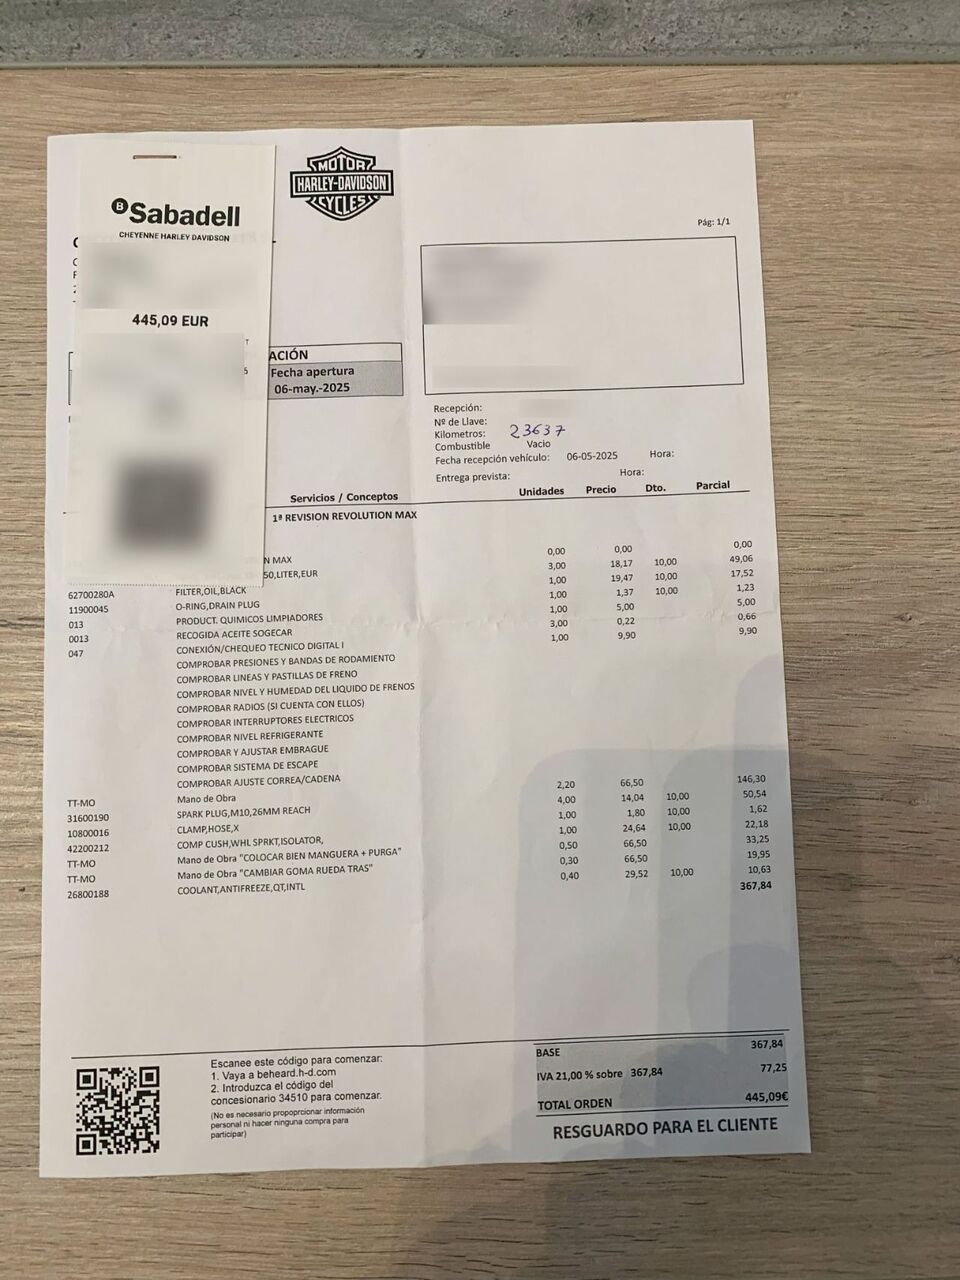 MOTOR
HARLEY-DAVIDSON
CYCLES
Sabadell
CHEYENNE HARLEY DAVIDSON
445,09 EUR
Pág: 1/1
ACIÓN
Fecha apertura
06-may.-2025
Recepción:
Nº de Llave:
Kilometros: 23637
Combustible Vacio
Fecha recepción vehículo: 06-05-2025 Hora:
Entrega prevista: Hora:
Servicios / Conceptos Unidades Precio Dto. Parcial
1ª REVISION REVOLUTION MAX
N MAX 0,00 0,00 0,00
50,LITER,EUR 3,00 18,17 10,00 49,06
62700280A FILTER,OIL,BLACK 1,00 19,47 10,00 17,52
11900045 O-RING,DRAIN PLUG 1,00 1,37 10,00 1,23
013 PRODUCT. QUIMICOS LIMPIADORES 1,00 5,00 5,00
0013 RECOGIDA ACEITE SOGECAR 3,00 0,22 0,66
047 CONEXIÓN/CHEQUEO TECNICO DIGITAL I 1,00 9,90 9,90
COMPROBAR PRESIONES Y BANDAS DE RODAMIENTO
COMPROBAR LINEAS Y PASTILLAS DE FRENO
COMPROBAR NIVEL Y HUMEDAD DEL LIQUIDO DE FRENOS
COMPROBAR RADIOS (SI CUENTA CON ELLOS)
COMPROBAR INTERRUPTORES ELECTRICOS
COMPROBAR NIVEL REFRIGERANTE
COMPROBAR Y AJUSTAR EMBRAGUE
COMPROBAR SISTEMA DE ESCAPE
COMPROBAR AJUSTE CORREA/CADENA
TT-MO Mano de Obra 2,20 66,50 146,30
31600190 SPARK PLUG,M10,26MM REACH 4,00 14,04 10,00 50,54
10800016 CLAMP,HOSE,X 1,00 1,80 10,00 1,62
42200212 COMP CUSH,WHL SPRKT,ISOLATOR, 1,00 24,64 10,00 22,18
TT-MO Mano de Obra "COLOCAR BIEN MANGUERA + PURGA" 0,50 66,50 33,25
TT-MO Mano de Obra "CAMBIAR GOMA RUEDA TRAS" 0,30 66,50 19,95
26800188 COOLANT,ANTIFREEZE,QT,INTL 0,40 29,52 10,00 10,63
367,84
Escanee este código para comenzar:
1. Vaya a beheard.h-d.com
2. Introduzca el código del
concesionario 34510 para comenzar.
(No es necesario propoprcionar información
personal ni hacer ninguna compra para
participar)
BASE 367,84
IVA 21,00 % sobre 367,84 77,25
TOTAL ORDEN 445,09€
RESGUARDO PARA EL CLIENTE